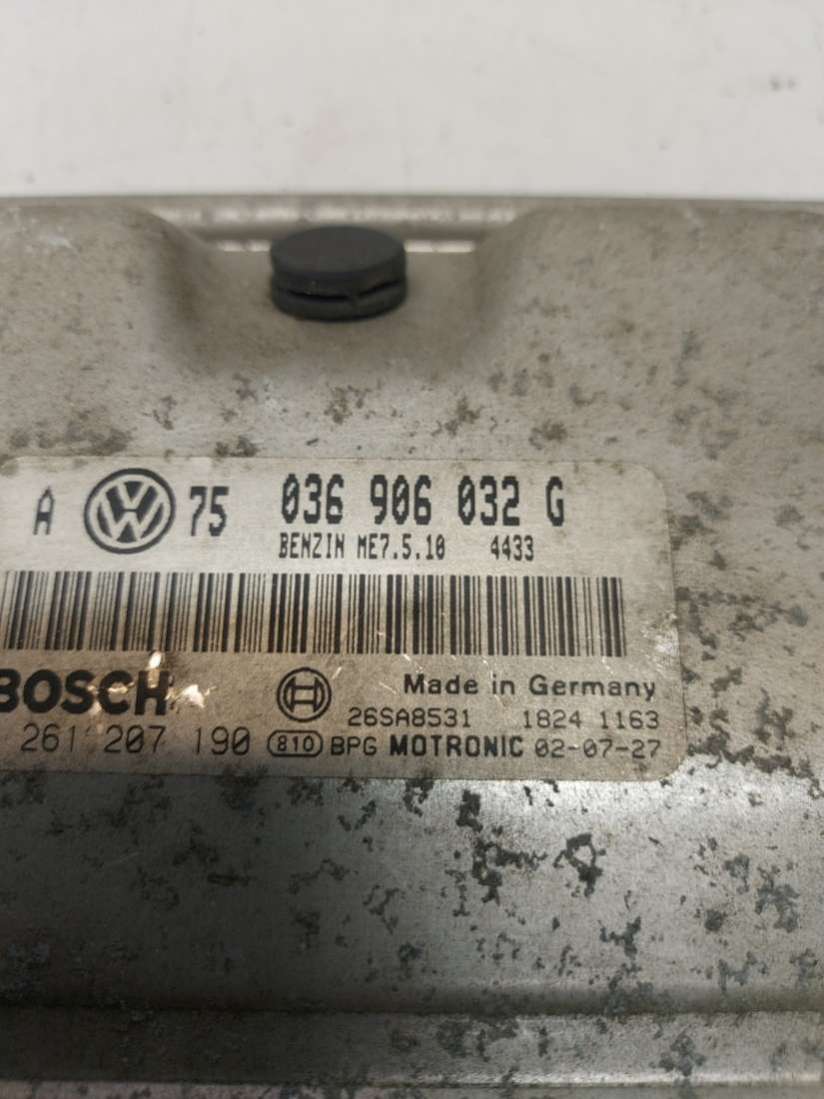 A VW 75 036 906 032 G
BENZIN ME7.5.10 4433
BOSCH
Made in Germany
26SA8531 1824 1163
261 207 190 810 BPG MOTRONIC 02-07-27